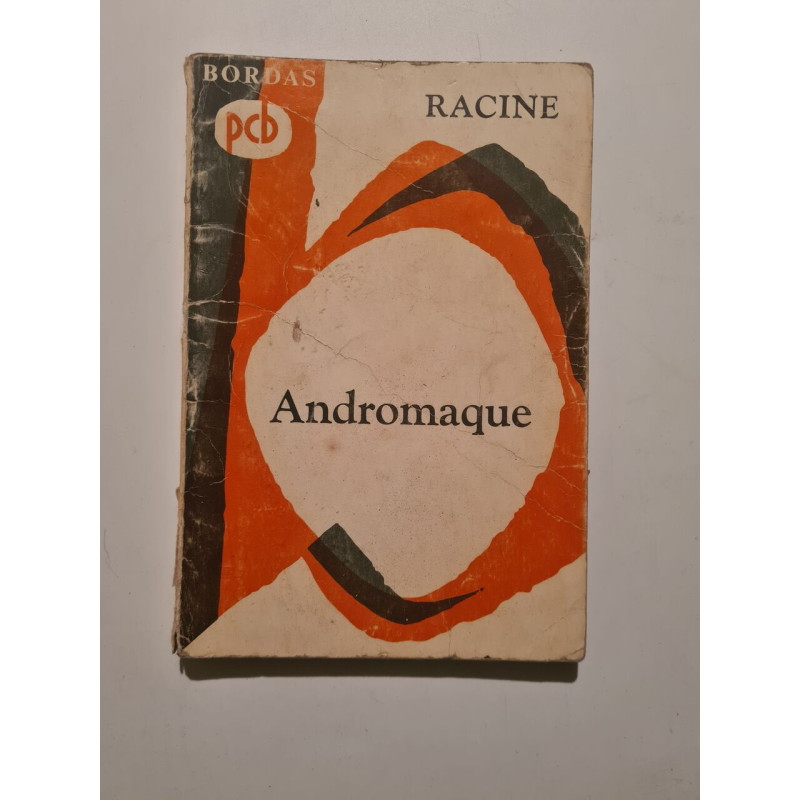 BORDAS
pcb
RACINE
Andromaque